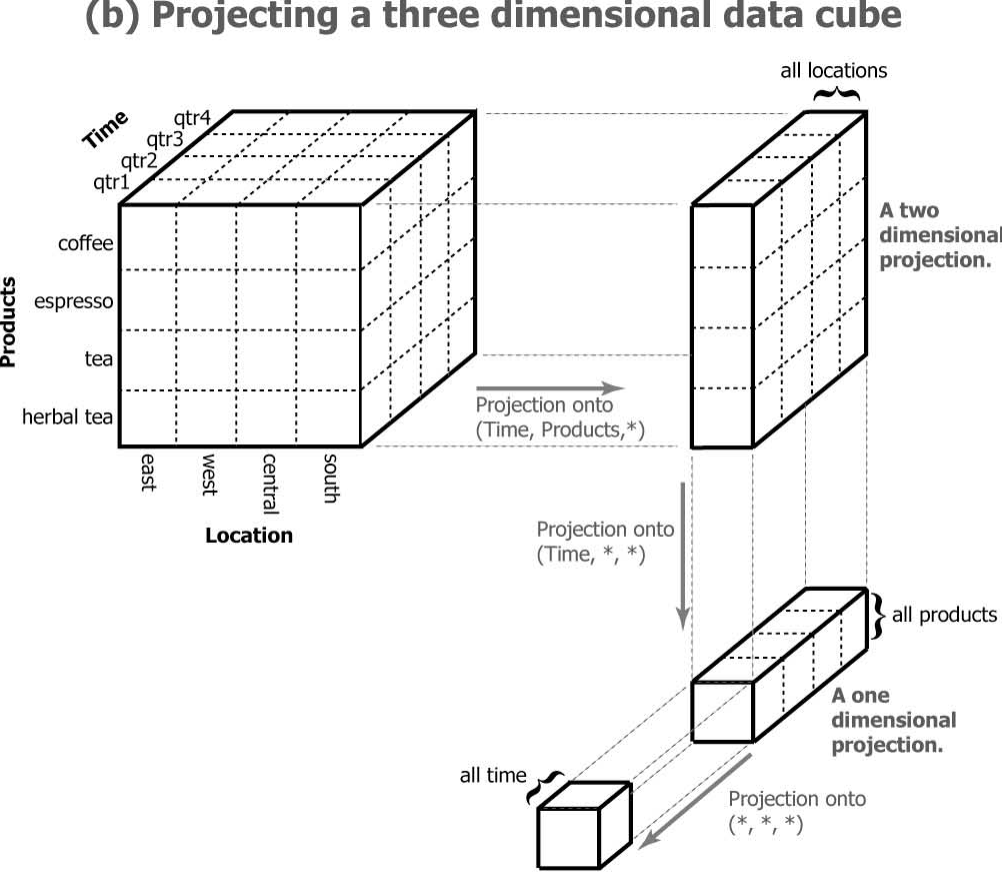 (b) Projecting a three dimensional data cube
all locations
Time
qtr4
qtr3
qtr2
qtr1
coffee
espresso
tea
herbal tea
Products
east
west
central
south
Location
Projection onto
(Time, Products,*)
A two
dimensional
projection.
Projection onto
(Time, *, *)
all products
A one
dimensional
projection.
all time
Projection onto
(*, *, *)